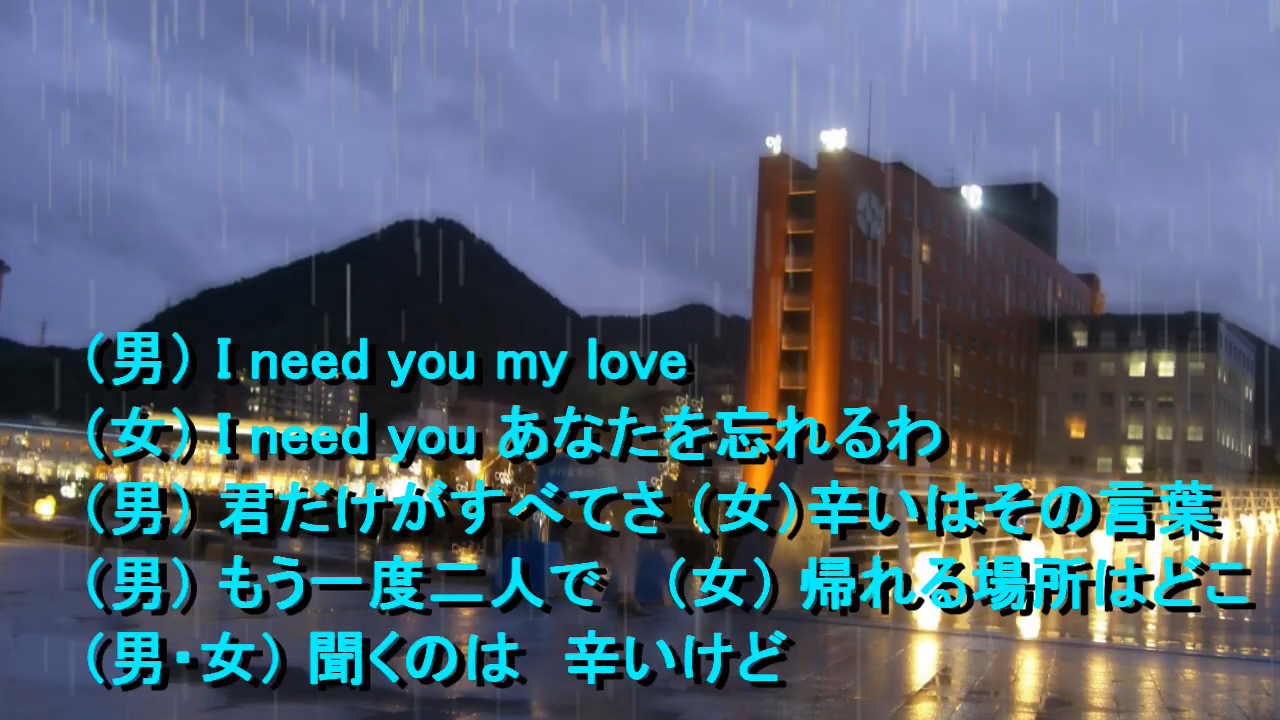 （男） I need you my love
（女） I need you あなたを忘れるわ
（男） 君だけがすべてさ （女）辛いはその言葉
（男） もう一度二人で　（女） 帰れる場所はどこ
（男・女） 聞くのは　辛いけど